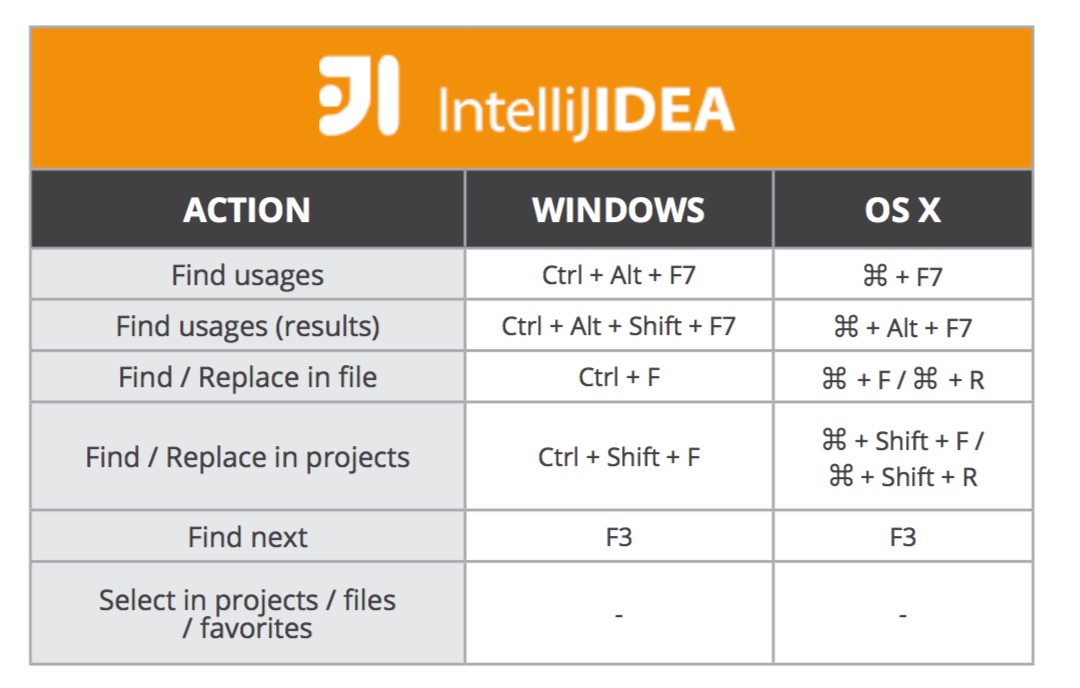 IntelliJIDEA
ACTION WINDOWS OS X
Find usages Ctrl + Alt + F7 ⌘ + F7
Find usages (results) Ctrl + Alt + Shift + F7 ⌘ + Alt + F7
Find / Replace in file Ctrl + F ⌘ + F / ⌘ + R
Find / Replace in projects Ctrl + Shift + F ⌘ + Shift + F /
⌘ + Shift + R
Find next F3 F3
Select in projects / files
/ favorites - -